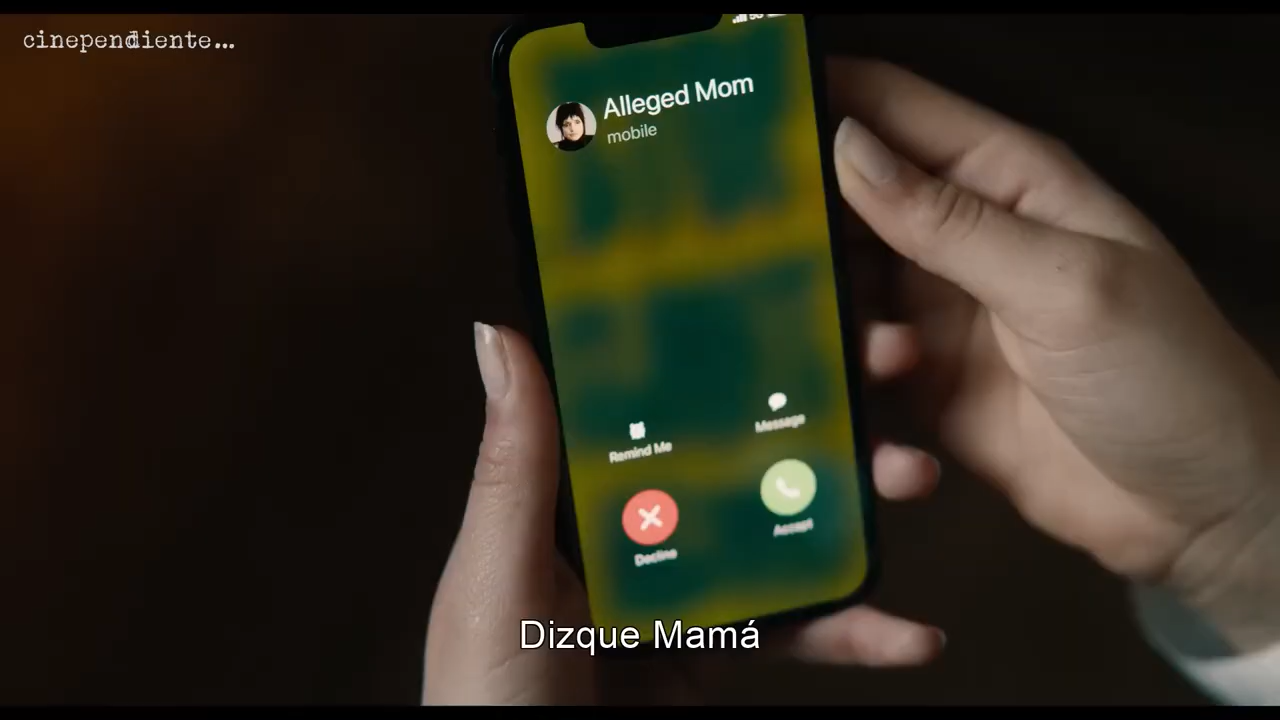 cinependiente...
Alleged Mom
mobile
Remind Me
Message
Decline
Accept
Dizque Mamá